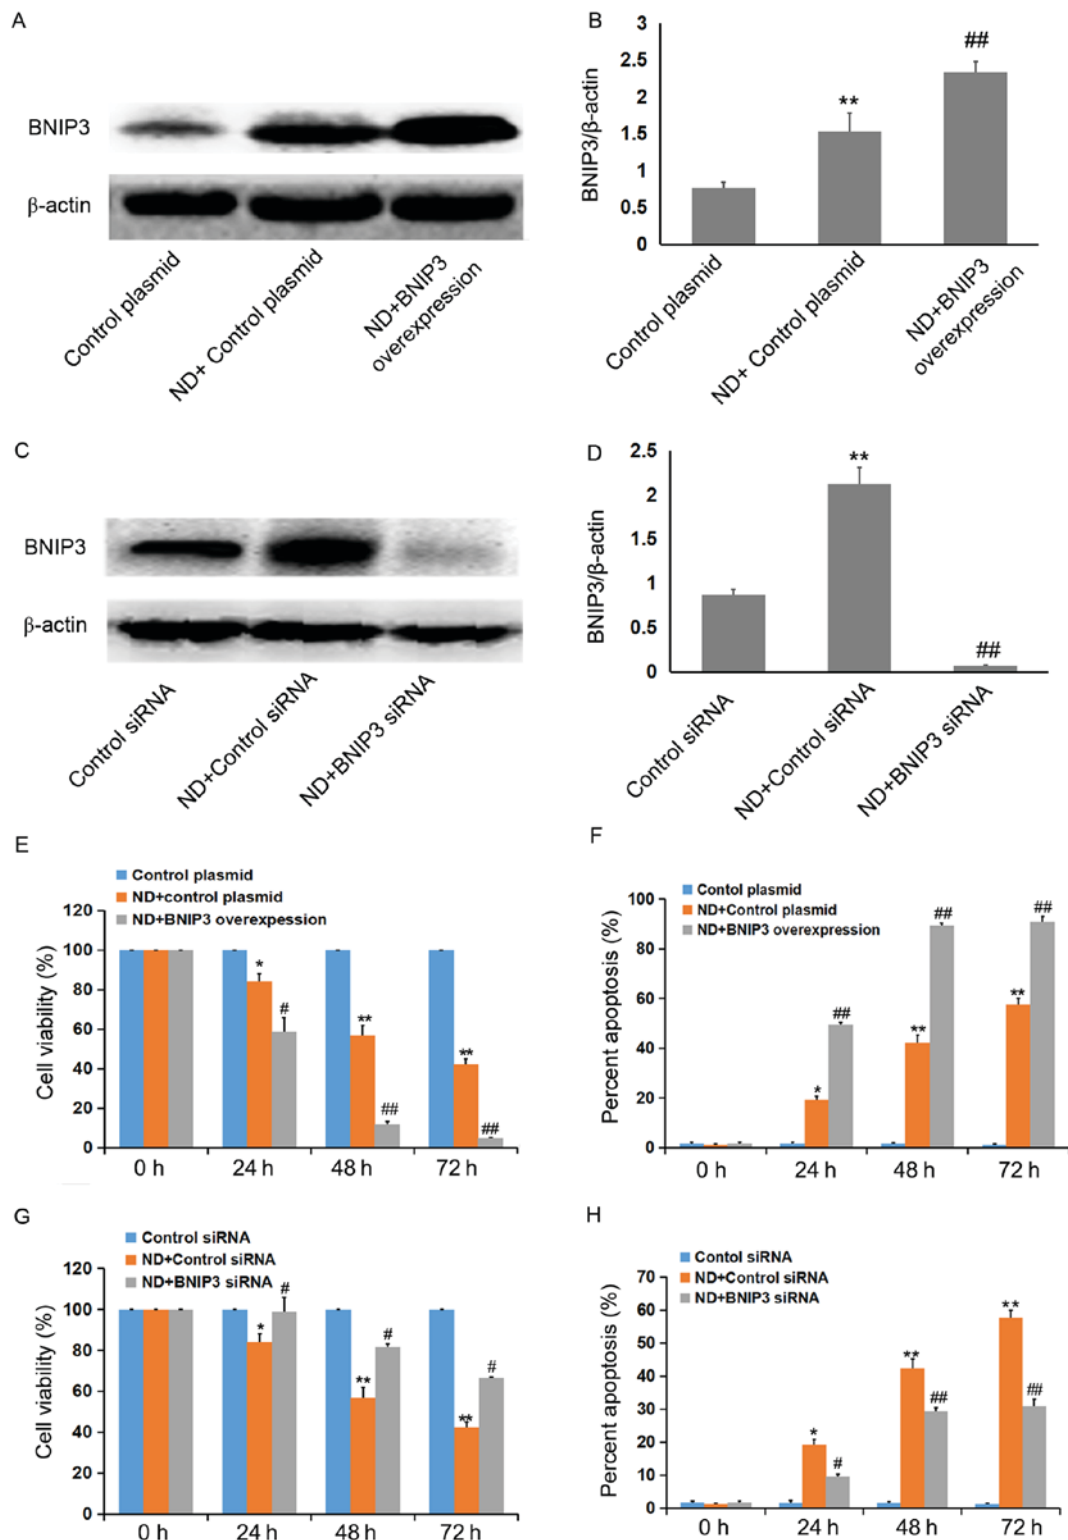 A
BNIP3
β-actin
Control plasmid
ND+ Control plasmid
ND+BNIP3
overexpression
B
BNIP3/β-actin
3
2.5
2
1.5
1
0.5
0
**
##
Control plasmid
ND+ Control plasmid
ND+BNIP3
overexpression
C
BNIP3
β-actin
Control siRNA
ND+Control siRNA
ND+BNIP3 siRNA
D
BNIP3/β-actin
2.5
2
1.5
1
0.5
0
**
##
Control siRNA
ND+Control siRNA
ND+BNIP3 siRNA
E
Control plasmid
ND+control plasmid
ND+BNIP3 overexpession
Cell viability (%)
120
100
80
60
40
20
0
*
#
**
##
**
##
0 h 24 h 48 h 72 h
F
Contol plasmid
ND+Control plasmid
ND+BNIP3 overexpression
Percent apoptosis (%)
100
80
60
40
20
0
*
##
**
##
**
##
0 h 24 h 48 h 72 h
G
Control siRNA
ND+Control siRNA
ND+BNIP3 siRNA
Cell viability (%)
120
100
80
60
40
20
0
*
#
**
#
**
#
0 h 24 h 48 h 72 h
H
Contol siRNA
ND+Control siRNA
ND+BNIP3 siRNA
Percent apoptosis (%)
70
60
50
40
30
20
10
0
*
#
**
##
**
##
0 h 24 h 48 h 72 h